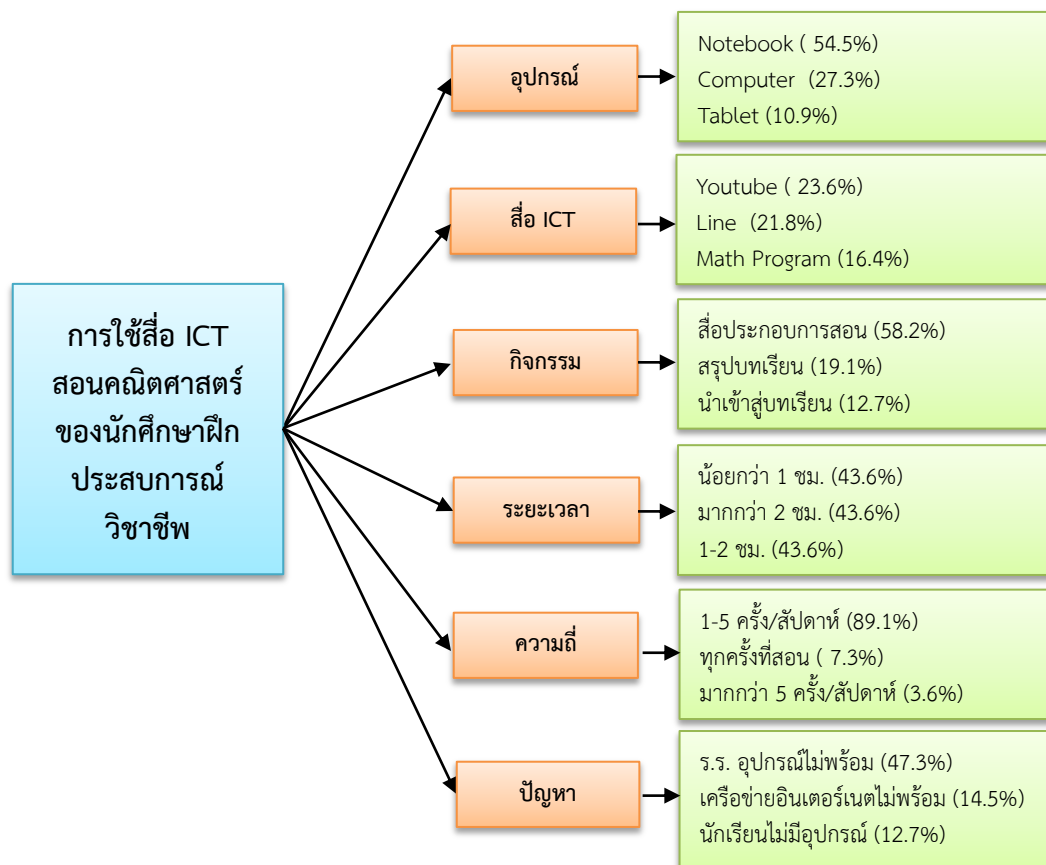 การใช้สื่อ ICT
สอนคณิตศาสตร์
ของนักศึกษาฝึก
ประสบการณ์
วิชาชีพ
อุปกรณ์
Notebook ( 54.5%)
Computer (27.3%)
Tablet (10.9%)
สื่อ ICT
Youtube ( 23.6%)
Line (21.8%)
Math Program (16.4%)
กิจกรรม
สื่อประกอบการสอน (58.2%)
สรุปบทเรียน (19.1%)
นำเข้าสู่บทเรียน (12.7%)
ระยะเวลา
น้อยกว่า 1 ชม. (43.6%)
มากกว่า 2 ชม. (43.6%)
1-2 ชม. (43.6%)
ความถี่
1-5 ครั้ง/สัปดาห์ (89.1%)
ทุกครั้งที่สอน ( 7.3%)
มากกว่า 5 ครั้ง/สัปดาห์ (3.6%)
ปัญหา
ร.ร. อุปกรณ์ไม่พร้อม (47.3%)
เครือข่ายอินเตอร์เนตไม่พร้อม (14.5%)
นักเรียนไม่มีอุปกรณ์ (12.7%)